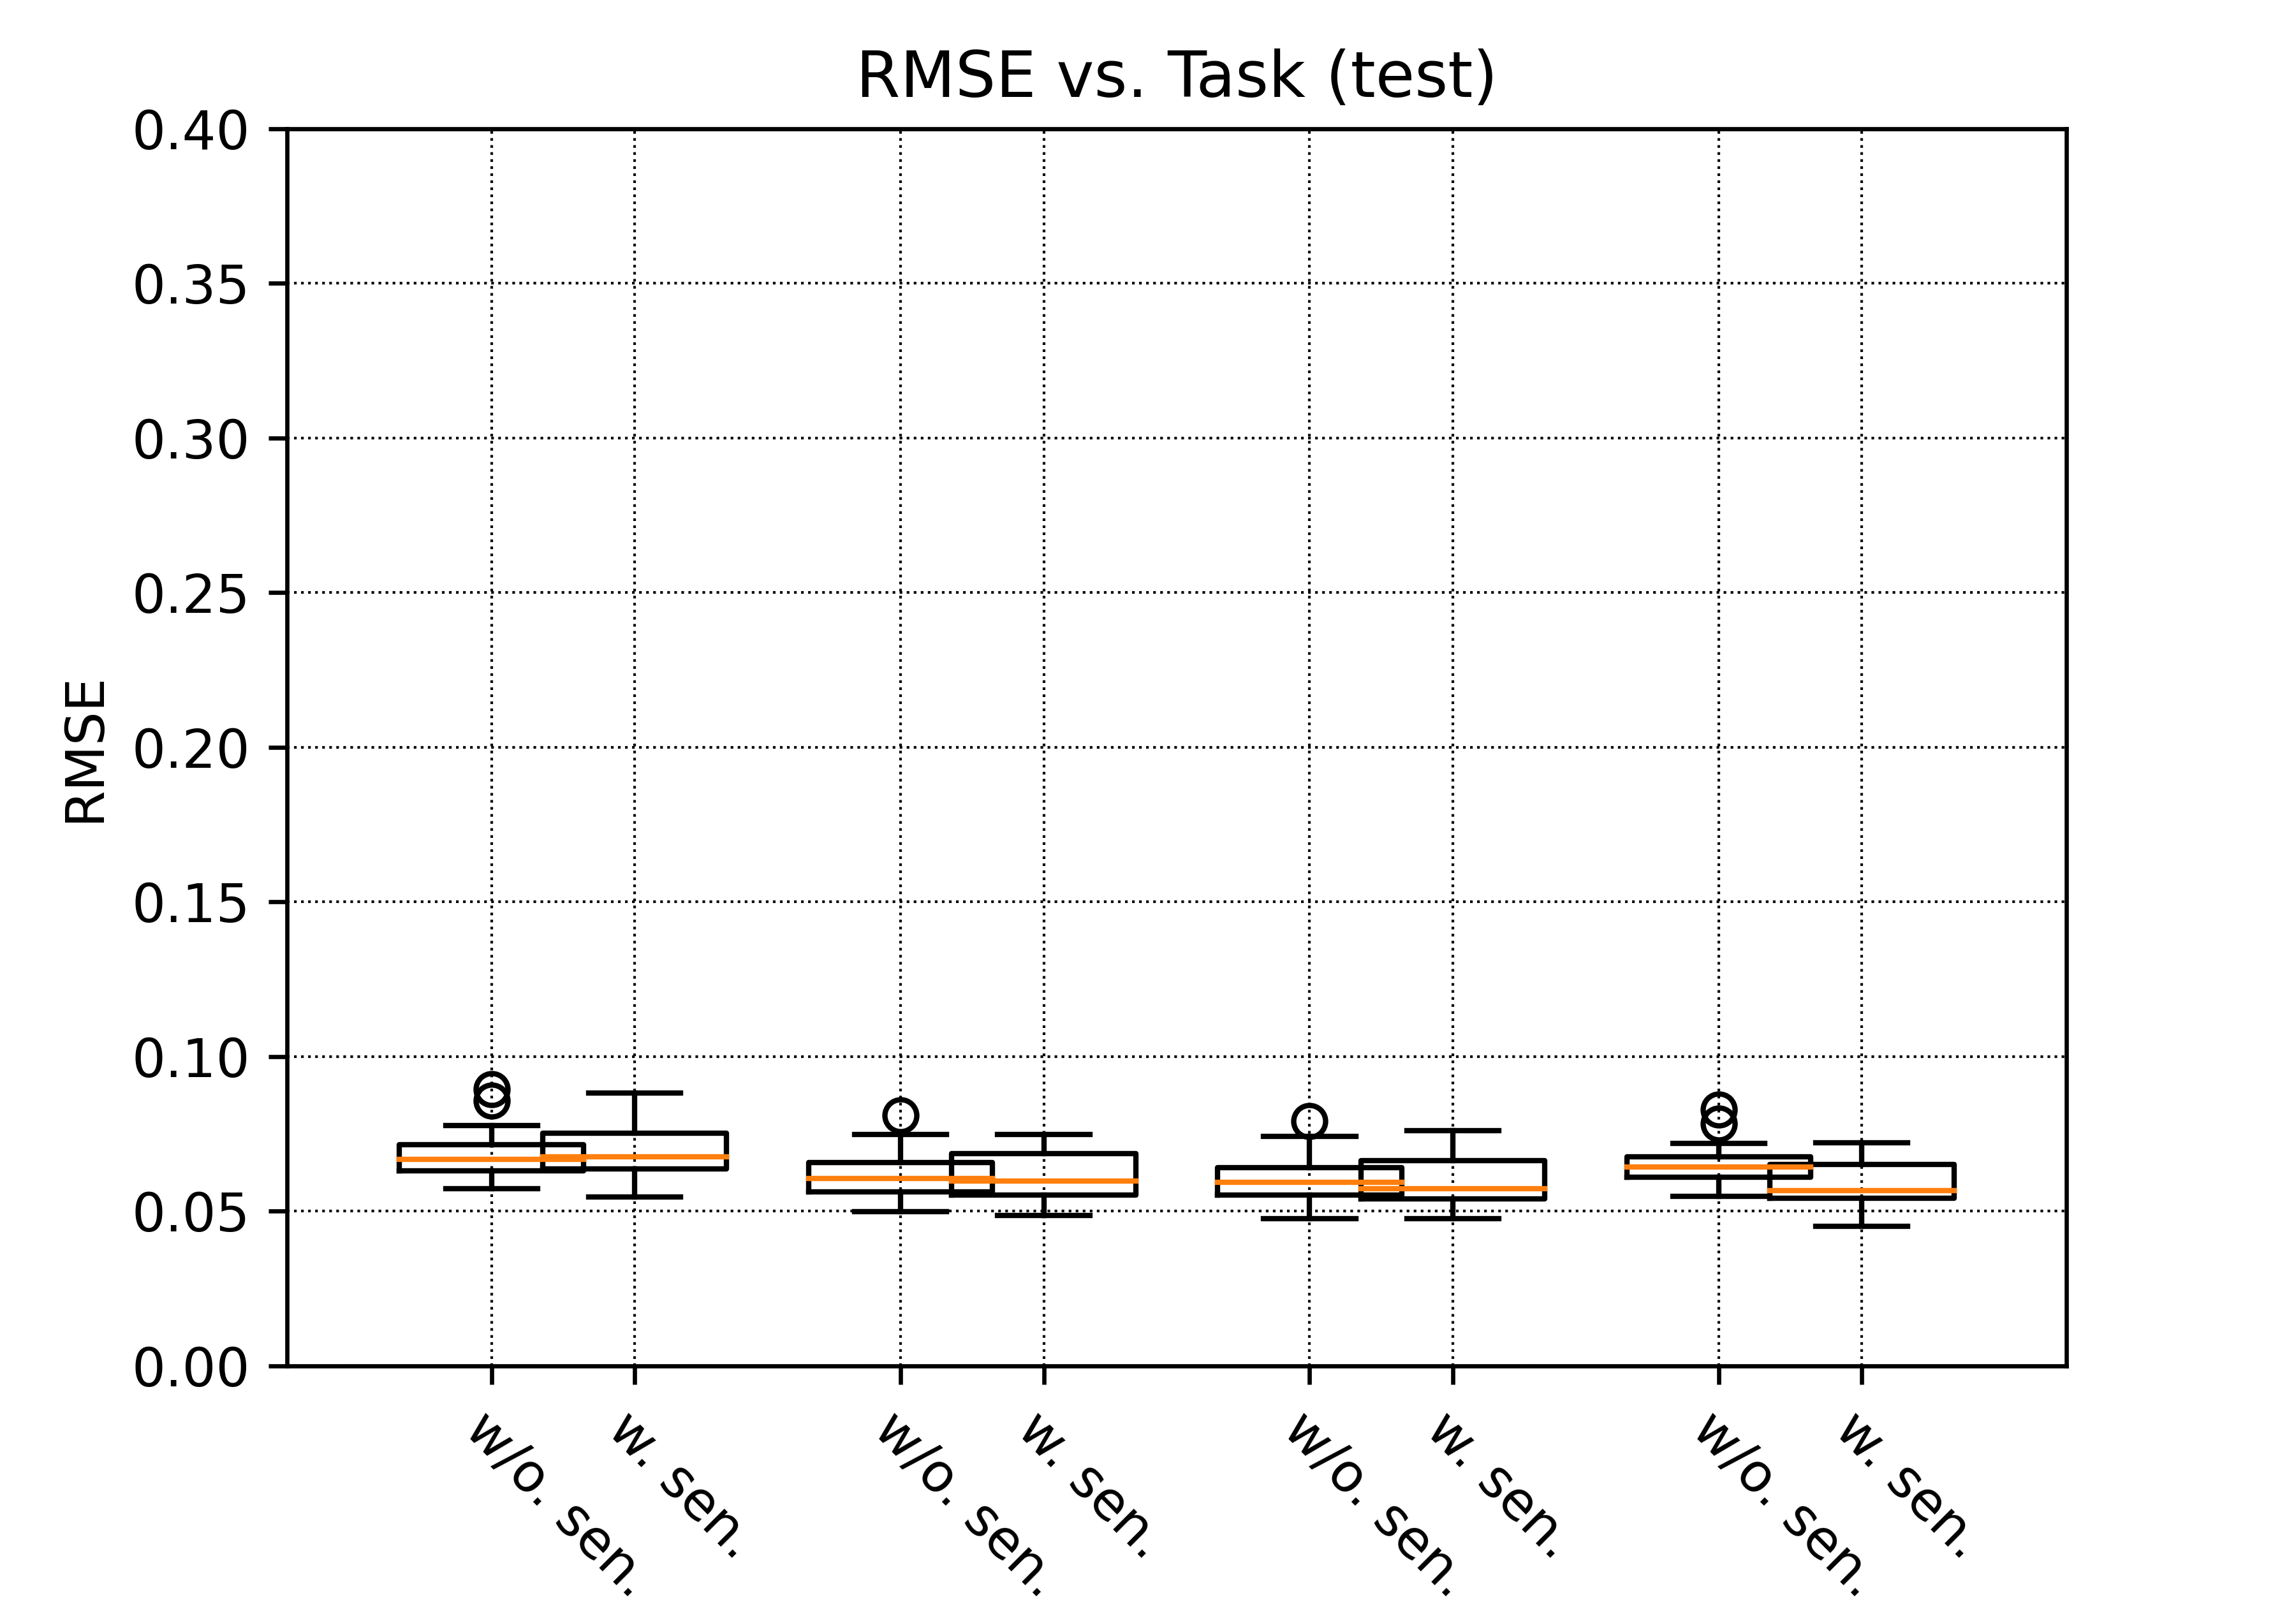 RMSE vs. Task (test)
0.40
0.35
0.30
0.25
0.20
0.15
0.10
0.05
0.00
RMSE
w/o. sen.
w. sen.
w/o. sen.
w. sen.
w/o. sen.
w. sen.
w/o. sen.
w. sen.